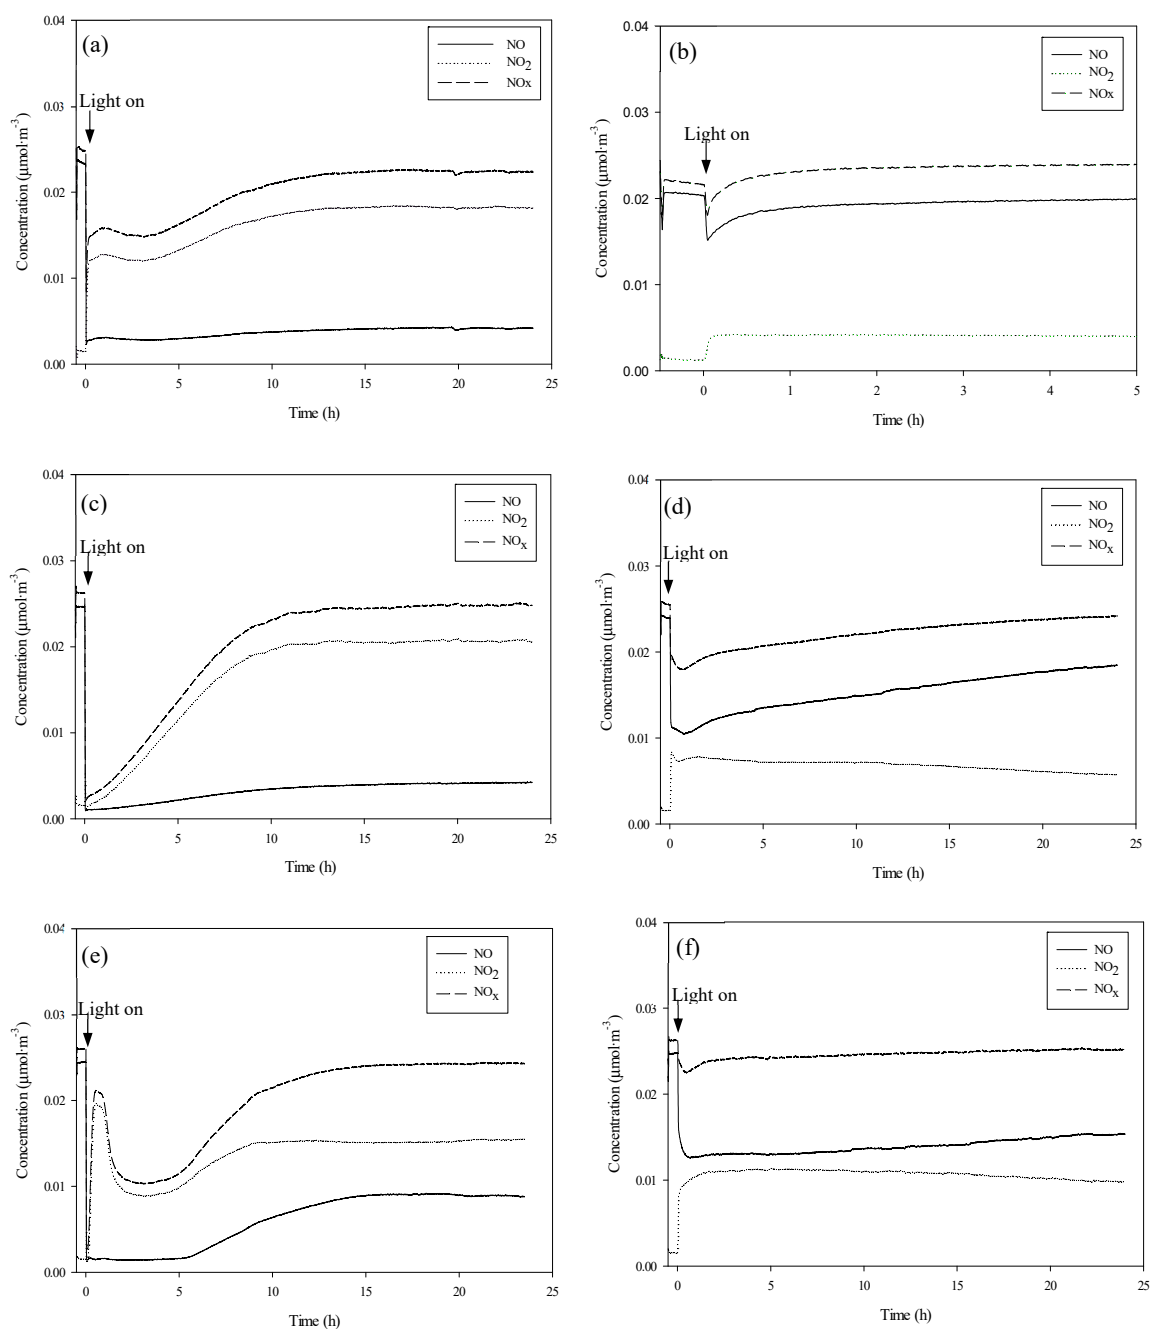 (a)
NO
NO2
NOx
Light on
Concentration (µmol·m-3)
0.04
0.03
0.02
0.01
0.00
0 5 10 15 20 25
Time (h)
(b)
NO
NO2
NOx
Light on
Concentration (µmol·m-3)
0.04
0.03
0.02
0.01
0.00
0 1 2 3 4 5
Time (h)
(c)
NO
NO2
NOx
Light on
Concentration (µmol·m-3)
0.04
0.03
0.02
0.01
0.00
0 5 10 15 20 25
Time (h)
(d)
NO
NO2
NOx
Light on
Concentration (µmol·m-3)
0.04
0.03
0.02
0.01
0.00
0 5 10 15 20 25
Time (h)
(e)
NO
NO2
NOx
Light on
Concentration (µmol·m-3)
0.04
0.03
0.02
0.01
0.00
0 5 10 15 20 25
Time (h)
(f)
NO
NO2
NOx
Light on
Concentration (µmol·m-3)
0.04
0.03
0.02
0.01
0.00
0 5 10 15 20 25
Time (h)